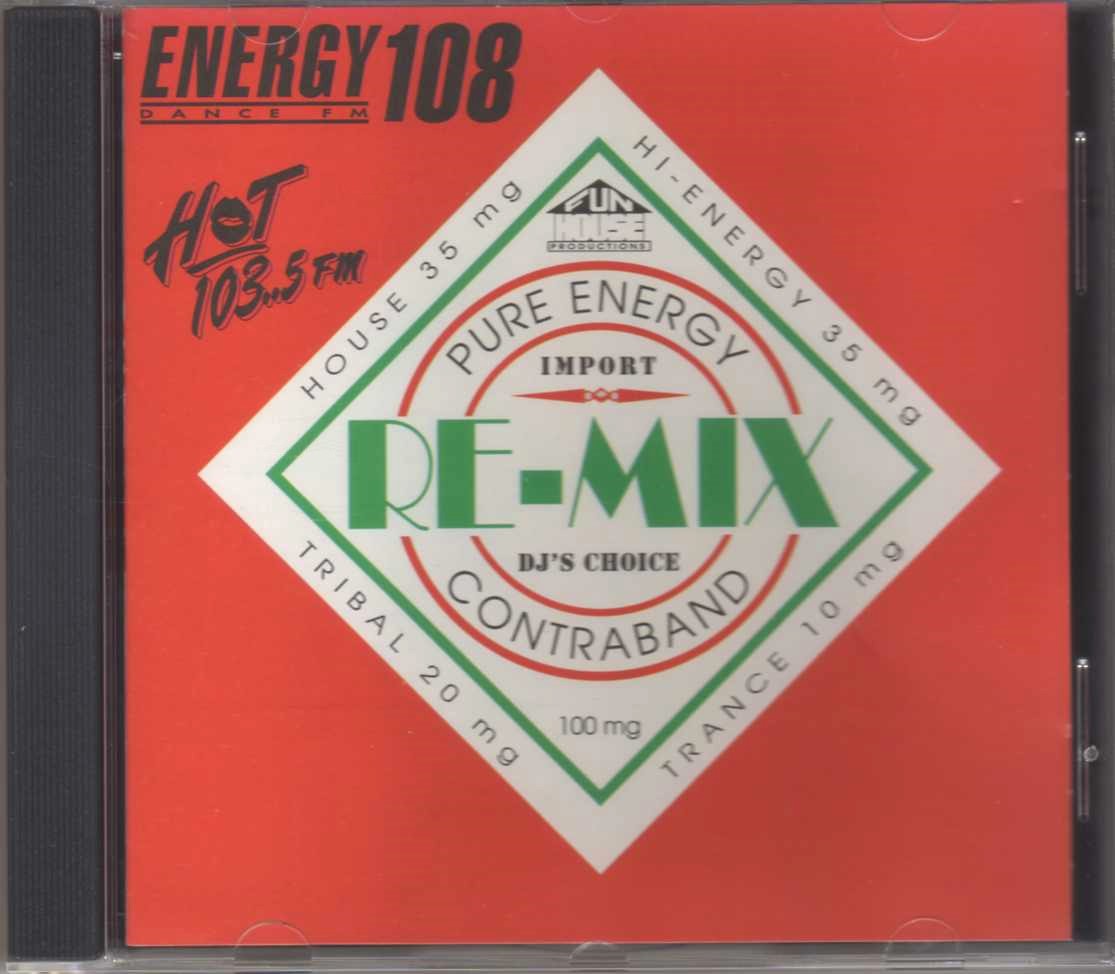 ENERGY 108
DANCE FM
HOT
103..5 FM
HOUSE 35 mg
HI-ENERGY 35 mg
FUN
HOUSE
PRODUCTIONS
PURE ENERGY
IMPORT
RE-MIX
DJ'S CHOICE
CONTRABAND
TRIBAL 20 mg
TRANCE 10 mg
100 mg